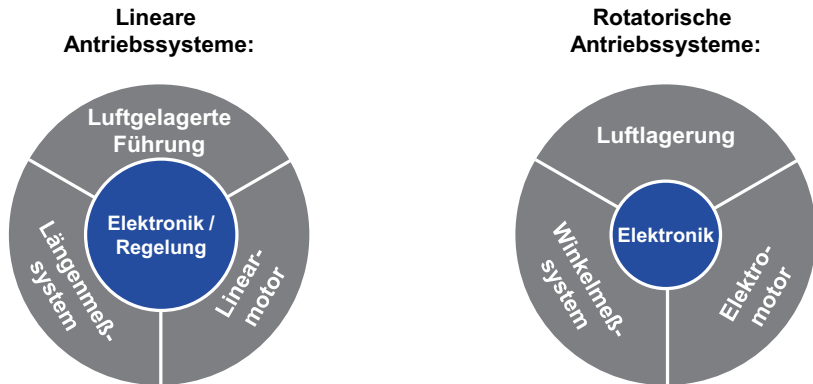 Lineare
Antriebssysteme:
Luftgelagerte
Führung
Elektronik /
Regelung
Längenmeß-
system
Linear-
motor
Rotatorische
Antriebssysteme:
Luftlagerung
Elektronik
Winkelmeß-
system
Elektro-
motor